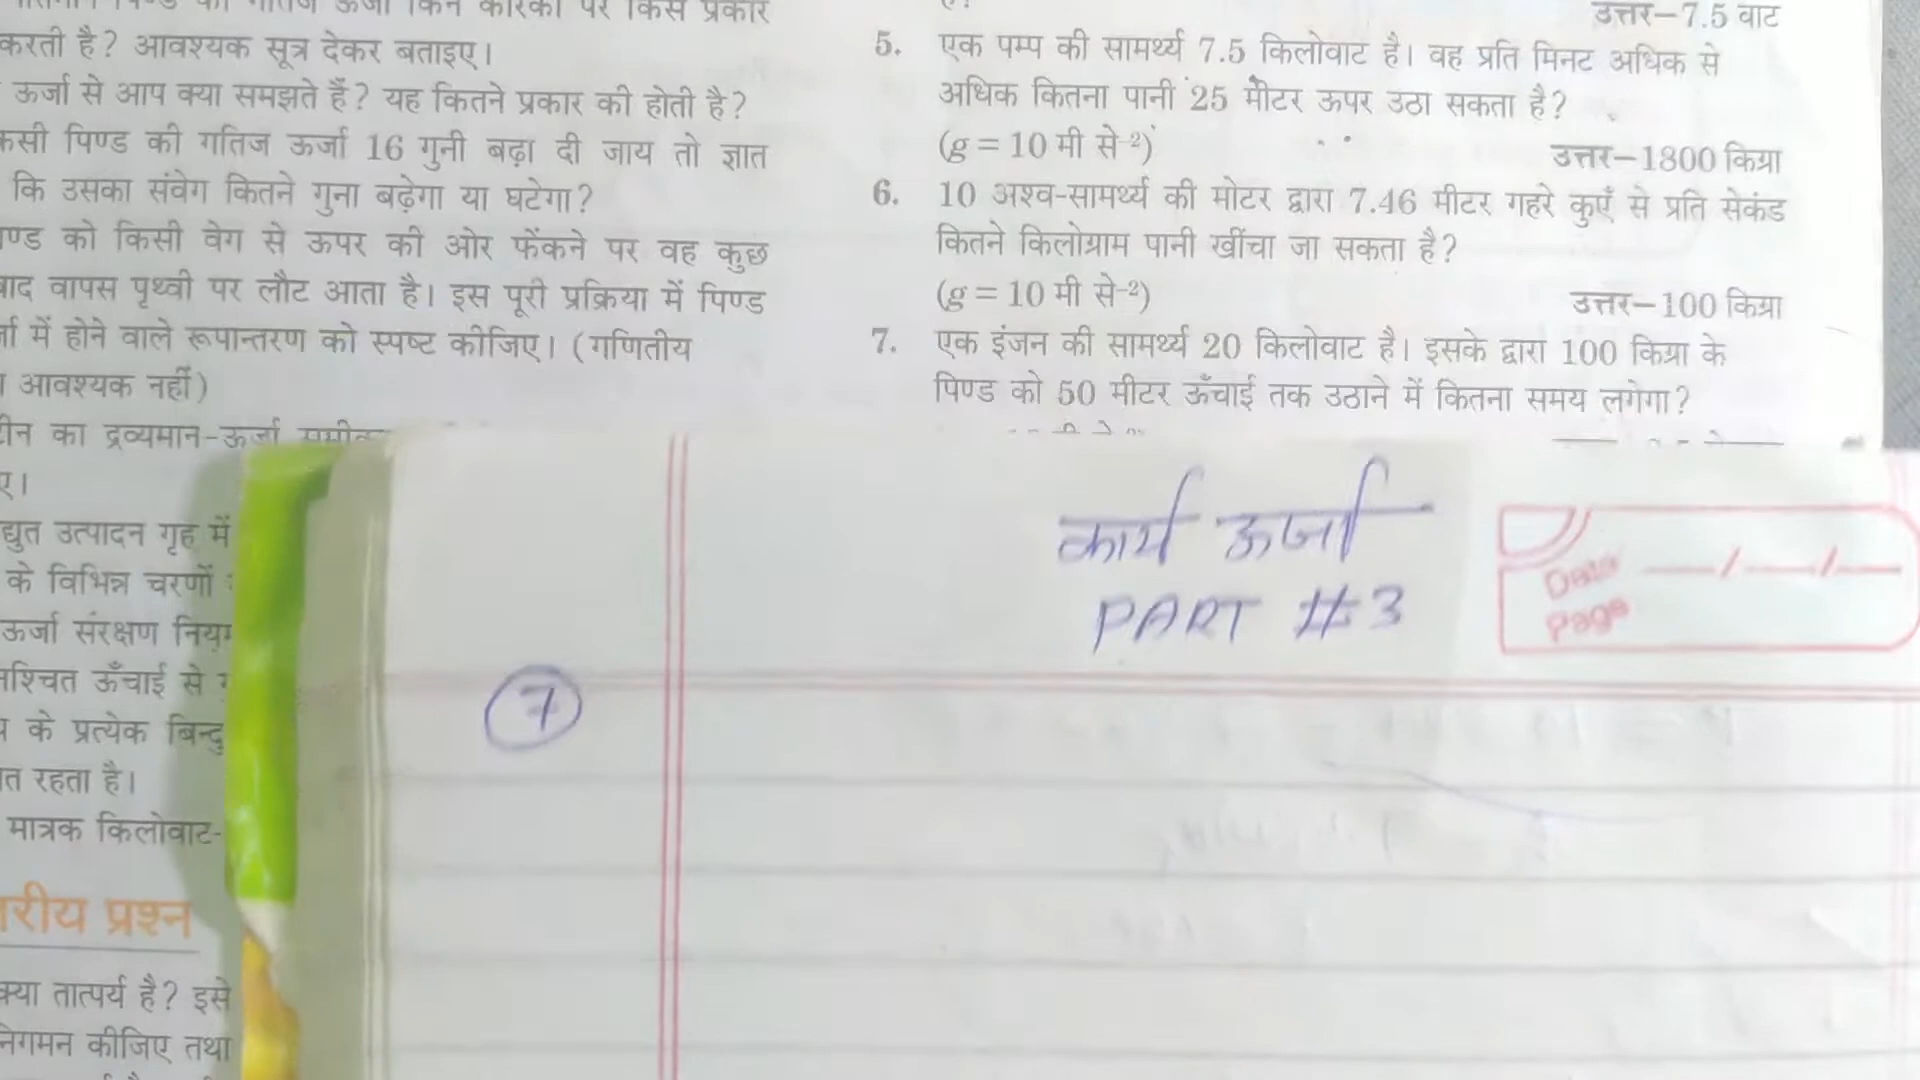 करती है? आवश्यक सूत्र देकर बताइए।
ऊर्जा से आप क्या समझते हैं? यह कितने प्रकार की होती है?
पिण्ड की गतिज ऊर्जा 16 गुनी बढ़ा दी जाय तो ज्ञात
कि उसका संवेग कितने गुना बढ़ेगा या घटेगा?
को किसी वेग से ऊपर की ओर फेंकने पर वह कुछ
वापस पृथ्वी पर लौट आता है। इस पूरी प्रक्रिया में पिण्ड
में होने वाले रूपान्तरण को स्पष्ट कीजिए। (गणितीय
आवश्यक नहीं)
का द्रव्यमान-ऊर्जा
उत्पादन गृह में
के विभिन्न चरणों
ऊर्जा संरक्षण
ऊँचाई से
के प्रत्येक बिन्दु
रहता है।
मात्रक किलोवाट-
प्रश्न
क्या तात्पर्य है? इसे
कीजिए तथा
उत्तर–7.5 वाट
5. एक पम्प की सामर्थ्य 7.5 किलोवाट है। वह प्रति मिनट अधिक से
अधिक कितना पानी 25 मीटर ऊपर उठा सकता है?
(g = 10 मी से⁻²) उत्तर–1800 किग्रा
6. 10 अश्व-सामर्थ्य की मोटर द्वारा 7.46 मीटर गहरे कुएँ से प्रति सेकंड
कितने किलोग्राम पानी खींचा जा सकता है?
(g = 10 मी से⁻²) उत्तर–100 किग्रा
7. एक इंजन की सामर्थ्य 20 किलोवाट है। इसके द्वारा 100 किग्रा के
पिण्ड को 50 मीटर ऊँचाई तक उठाने में कितना समय लगेगा?
कार्य ऊर्जा
PART #3
Date
Page
7